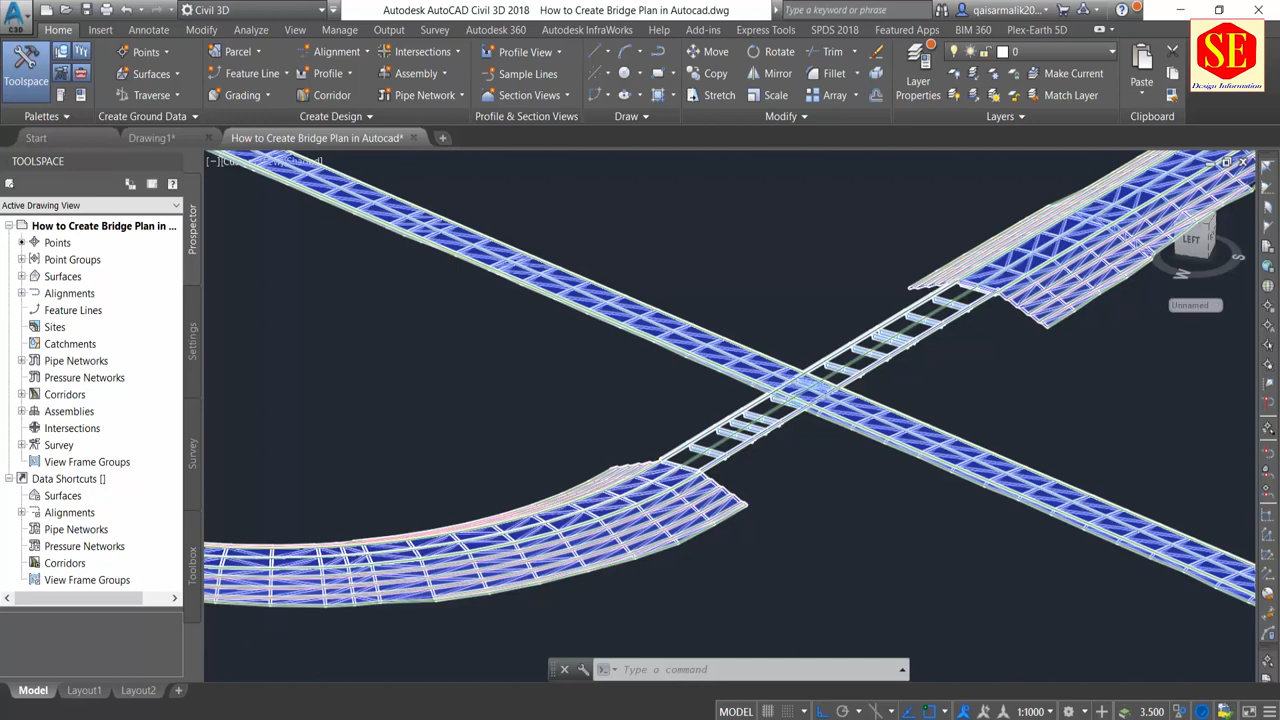 Civil 3D
Autodesk AutoCAD Civil 3D 2018 How to Create Bridge Plan in Autocad.dwg
Type a keyword or phrase
qaisarmalik20...
C3D
Home Insert Annotate Modify Analyze View Manage Output Survey Autodesk 360 Autodesk InfraWorks Help Add-ins Express Tools SPDS 2018 Featured Apps BIM 360 Plex-Earth 5D
SE
Design Information
Toolspace
Points
Surfaces
Traverse
Parcel
Feature Line
Grading
Alignment
Profile
Corridor
Intersections
Assembly
Pipe Network
Profile View
Sample Lines
Section Views
Move
Copy
Stretch
Rotate
Mirror
Scale
Trim
Fillet
Array
Layer
Properties
0
Make Current
Match Layer
Paste
Palettes
Create Ground Data
Create Design
Profile & Section Views
Draw
Modify
Layers
Clipboard
Start
Drawing1*
How to Create Bridge Plan in Autocad*
TOOLSPACE
Active Drawing View
How to Create Bridge Plan in ...
Points
Point Groups
Surfaces
Alignments
Feature Lines
Sites
Catchments
Pipe Networks
Pressure Networks
Corridors
Assemblies
Intersections
Survey
View Frame Groups
Data Shortcuts []
Surfaces
Alignments
Pipe Networks
Pressure Networks
Corridors
View Frame Groups
Prospector
Settings
Survey
Toolbox
LEFT
W
S
Unnamed
Type a command
Model
Layout1
Layout2
MODEL
1:1000
3.500